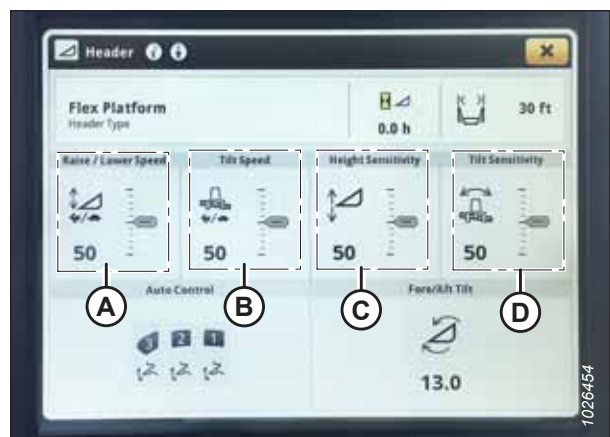 Header
Flex Platform
Header Type
0.0 h
30 ft
Raise / Lower Speed
Tilt Speed
Height Sensitivity
Tilt Sensitivity
50
50
50
50
A
B
C
D
Auto Control
Fore/Aft Tilt
3 2 1
13.0
1026454